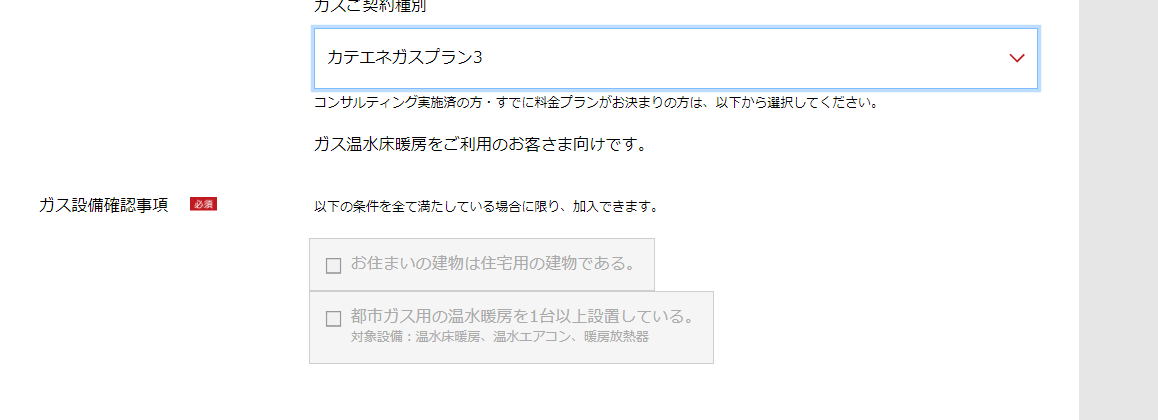 ガスご契約種別
カテエネガスプラン3
コンサルティング実施済の方・すでに料金プランがお決まりの方は、以下から選択してください。
ガス温水床暖房をご利用のお客さま向けです。
ガス設備確認事項 必須
以下の条件を全て満たしている場合に限り、加入できます。
お住まいの建物は住宅用の建物である。
都市ガス用の温水暖房を1台以上設置している。
対象設備：温水床暖房、温水エアコン、暖房放熱器